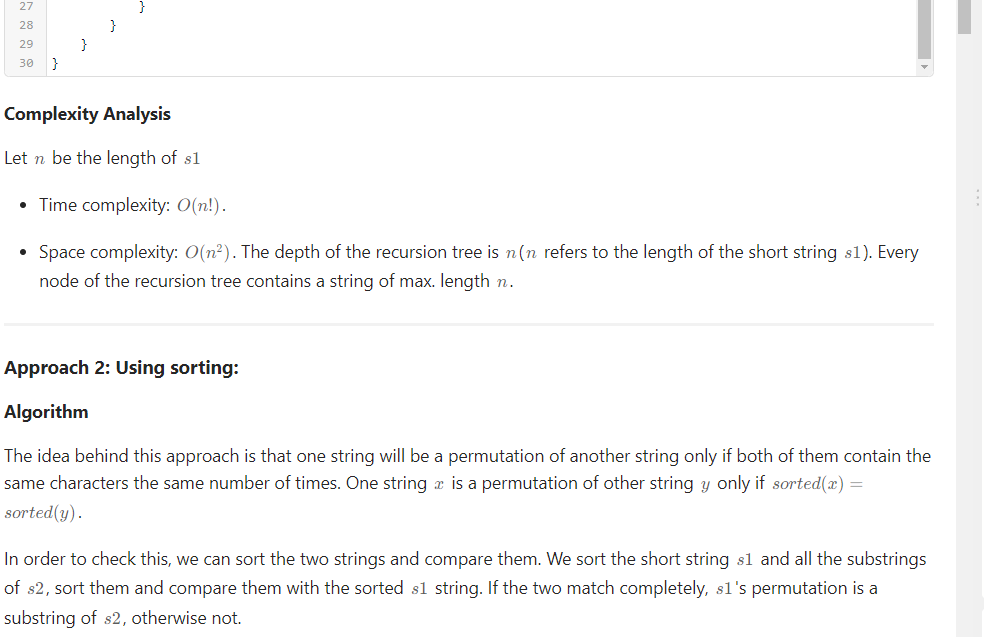 27 }
28 }
29 }
30 }
Complexity Analysis
Let n be the length of s1
• Time complexity: O(n!).
• Space complexity: O(n²). The depth of the recursion tree is n(n refers to the length of the short string s1). Every
node of the recursion tree contains a string of max. length n.
Approach 2: Using sorting:
Algorithm
The idea behind this approach is that one string will be a permutation of another string only if both of them contain the
same characters the same number of times. One string x is a permutation of other string y only if sorted(x) =
sorted(y).
In order to check this, we can sort the two strings and compare them. We sort the short string s1 and all the substrings
of s2, sort them and compare them with the sorted s1 string. If the two match completely, s1's permutation is a
substring of s2, otherwise not.